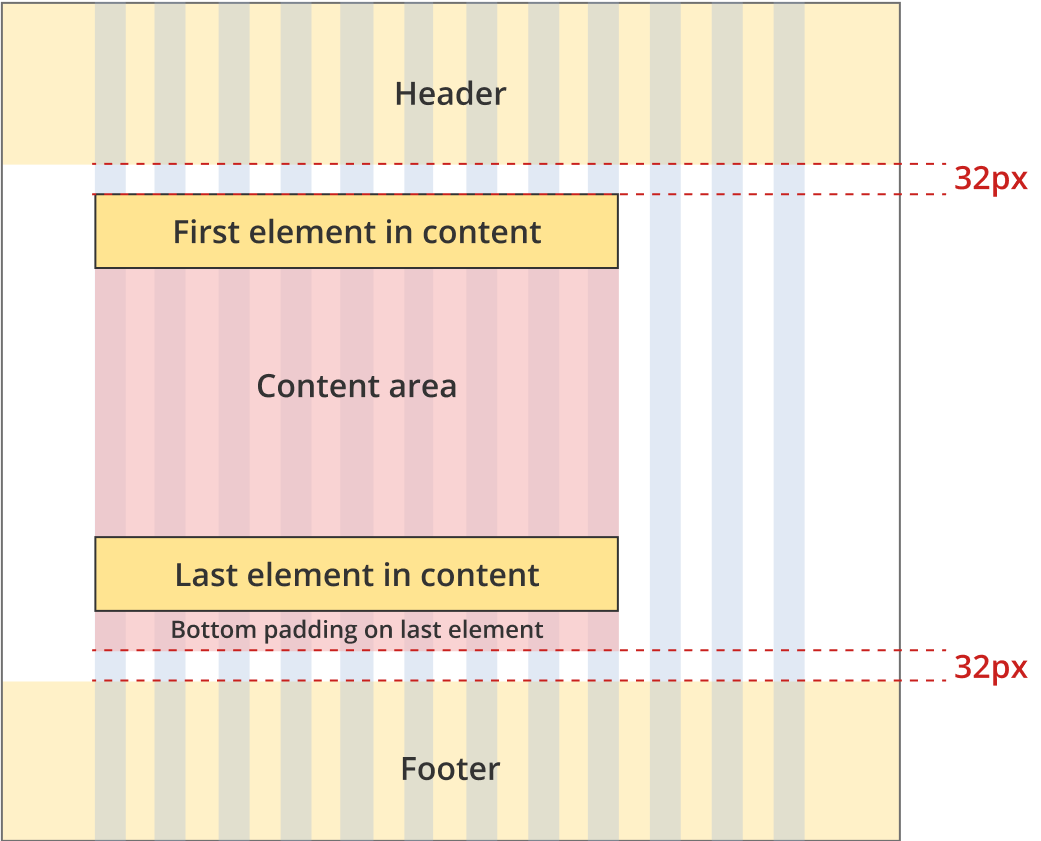 Header
32px
First element in content
Content area
Last element in content
Bottom padding on last element
32px
Footer